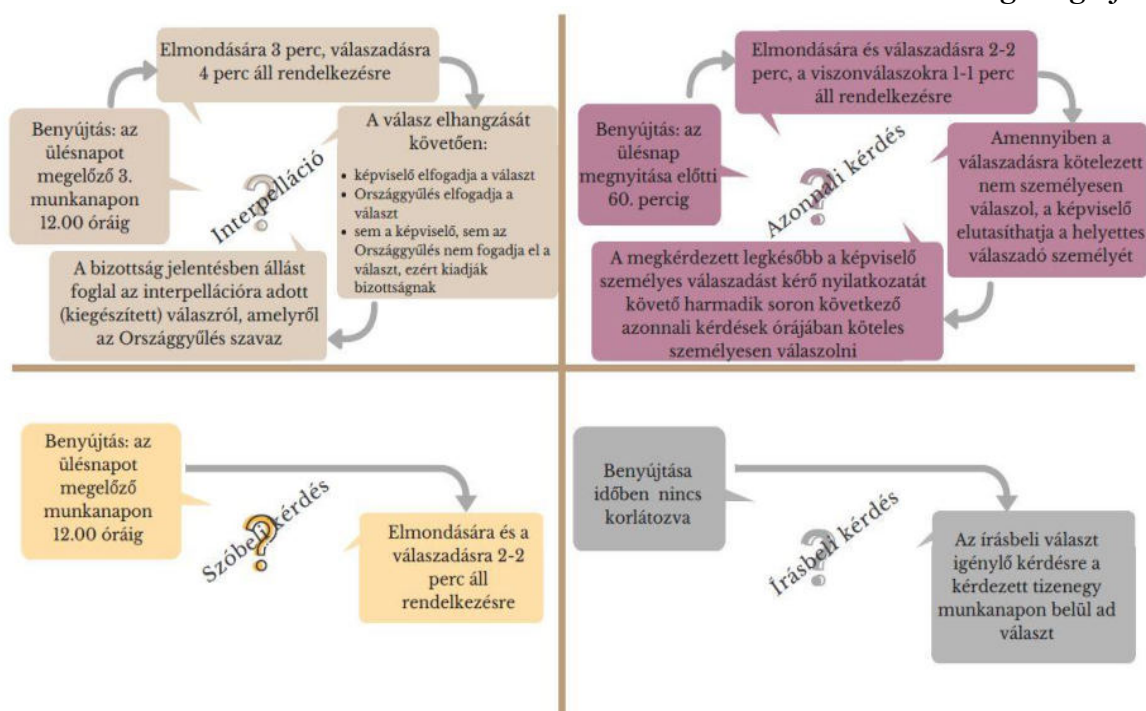 Elmondására 3 perc, válaszadásra
4 perc áll rendelkezésre
Benyújtás: az
ülésnapot
megelőző 3.
munkanapon
12.00 óráig
Interpelláció
A válasz elhangzását
követően:
• képviselő elfogadja a választ
• Országgyűlés elfogadja a
választ
• sem a képviselő, sem az
Országgyűlés nem fogadja el a
választ, ezért kiadják
bizottságnak
A bizottság jelentésben állást
foglal az interpellációra adott
(kiegészített) válaszról, amelyről
az Országgyűlés szavaz
Elmondására és válaszadásra 2-2
perc, a viszonválaszokra 1-1 perc
áll rendelkezésre
Benyújtás: az
ülésnap
megnyitása előtti
60. percig
Azonnali kérdés
Amennyiben a
válaszadásra kötelezett
nem személyesen
válaszol, a képviselő
elutasíthatja a helyettes
válaszadó személyét
A megkérdezett legkésőbb a képviselő
személyes válaszadást kérő nyilatkozatát
követő harmadik soron következő
azonnali kérdések órájában köteles
személyesen válaszolni
Benyújtás: az
ülésnapot
megelőző
munkanapon
12.00 óráig
Szóbeli kérdés
Elmondására és a
válaszadásra 2-2
perc áll
rendelkezésre
Benyújtása
időben nincs
korlátozva
Írásbeli kérdés
Az írásbeli választ
igénylő kérdésre a
kérdezett tizenegy
munkanapon belül ad
választ